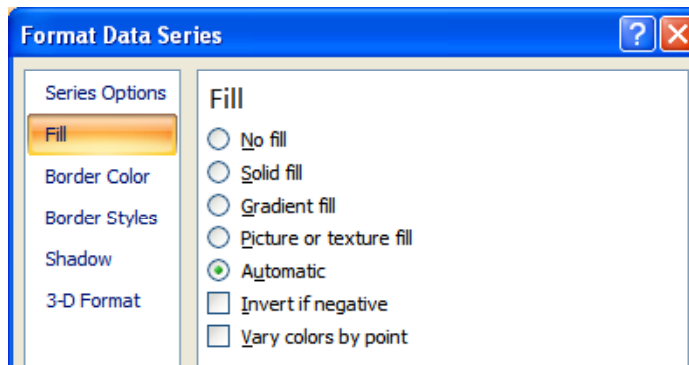 Format Data Series
Series Options
Fill
Border Color
Border Styles
Shadow
3-D Format
Fill
No fill
Solid fill
Gradient fill
Picture or texture fill
Automatic
Invert if negative
Vary colors by point